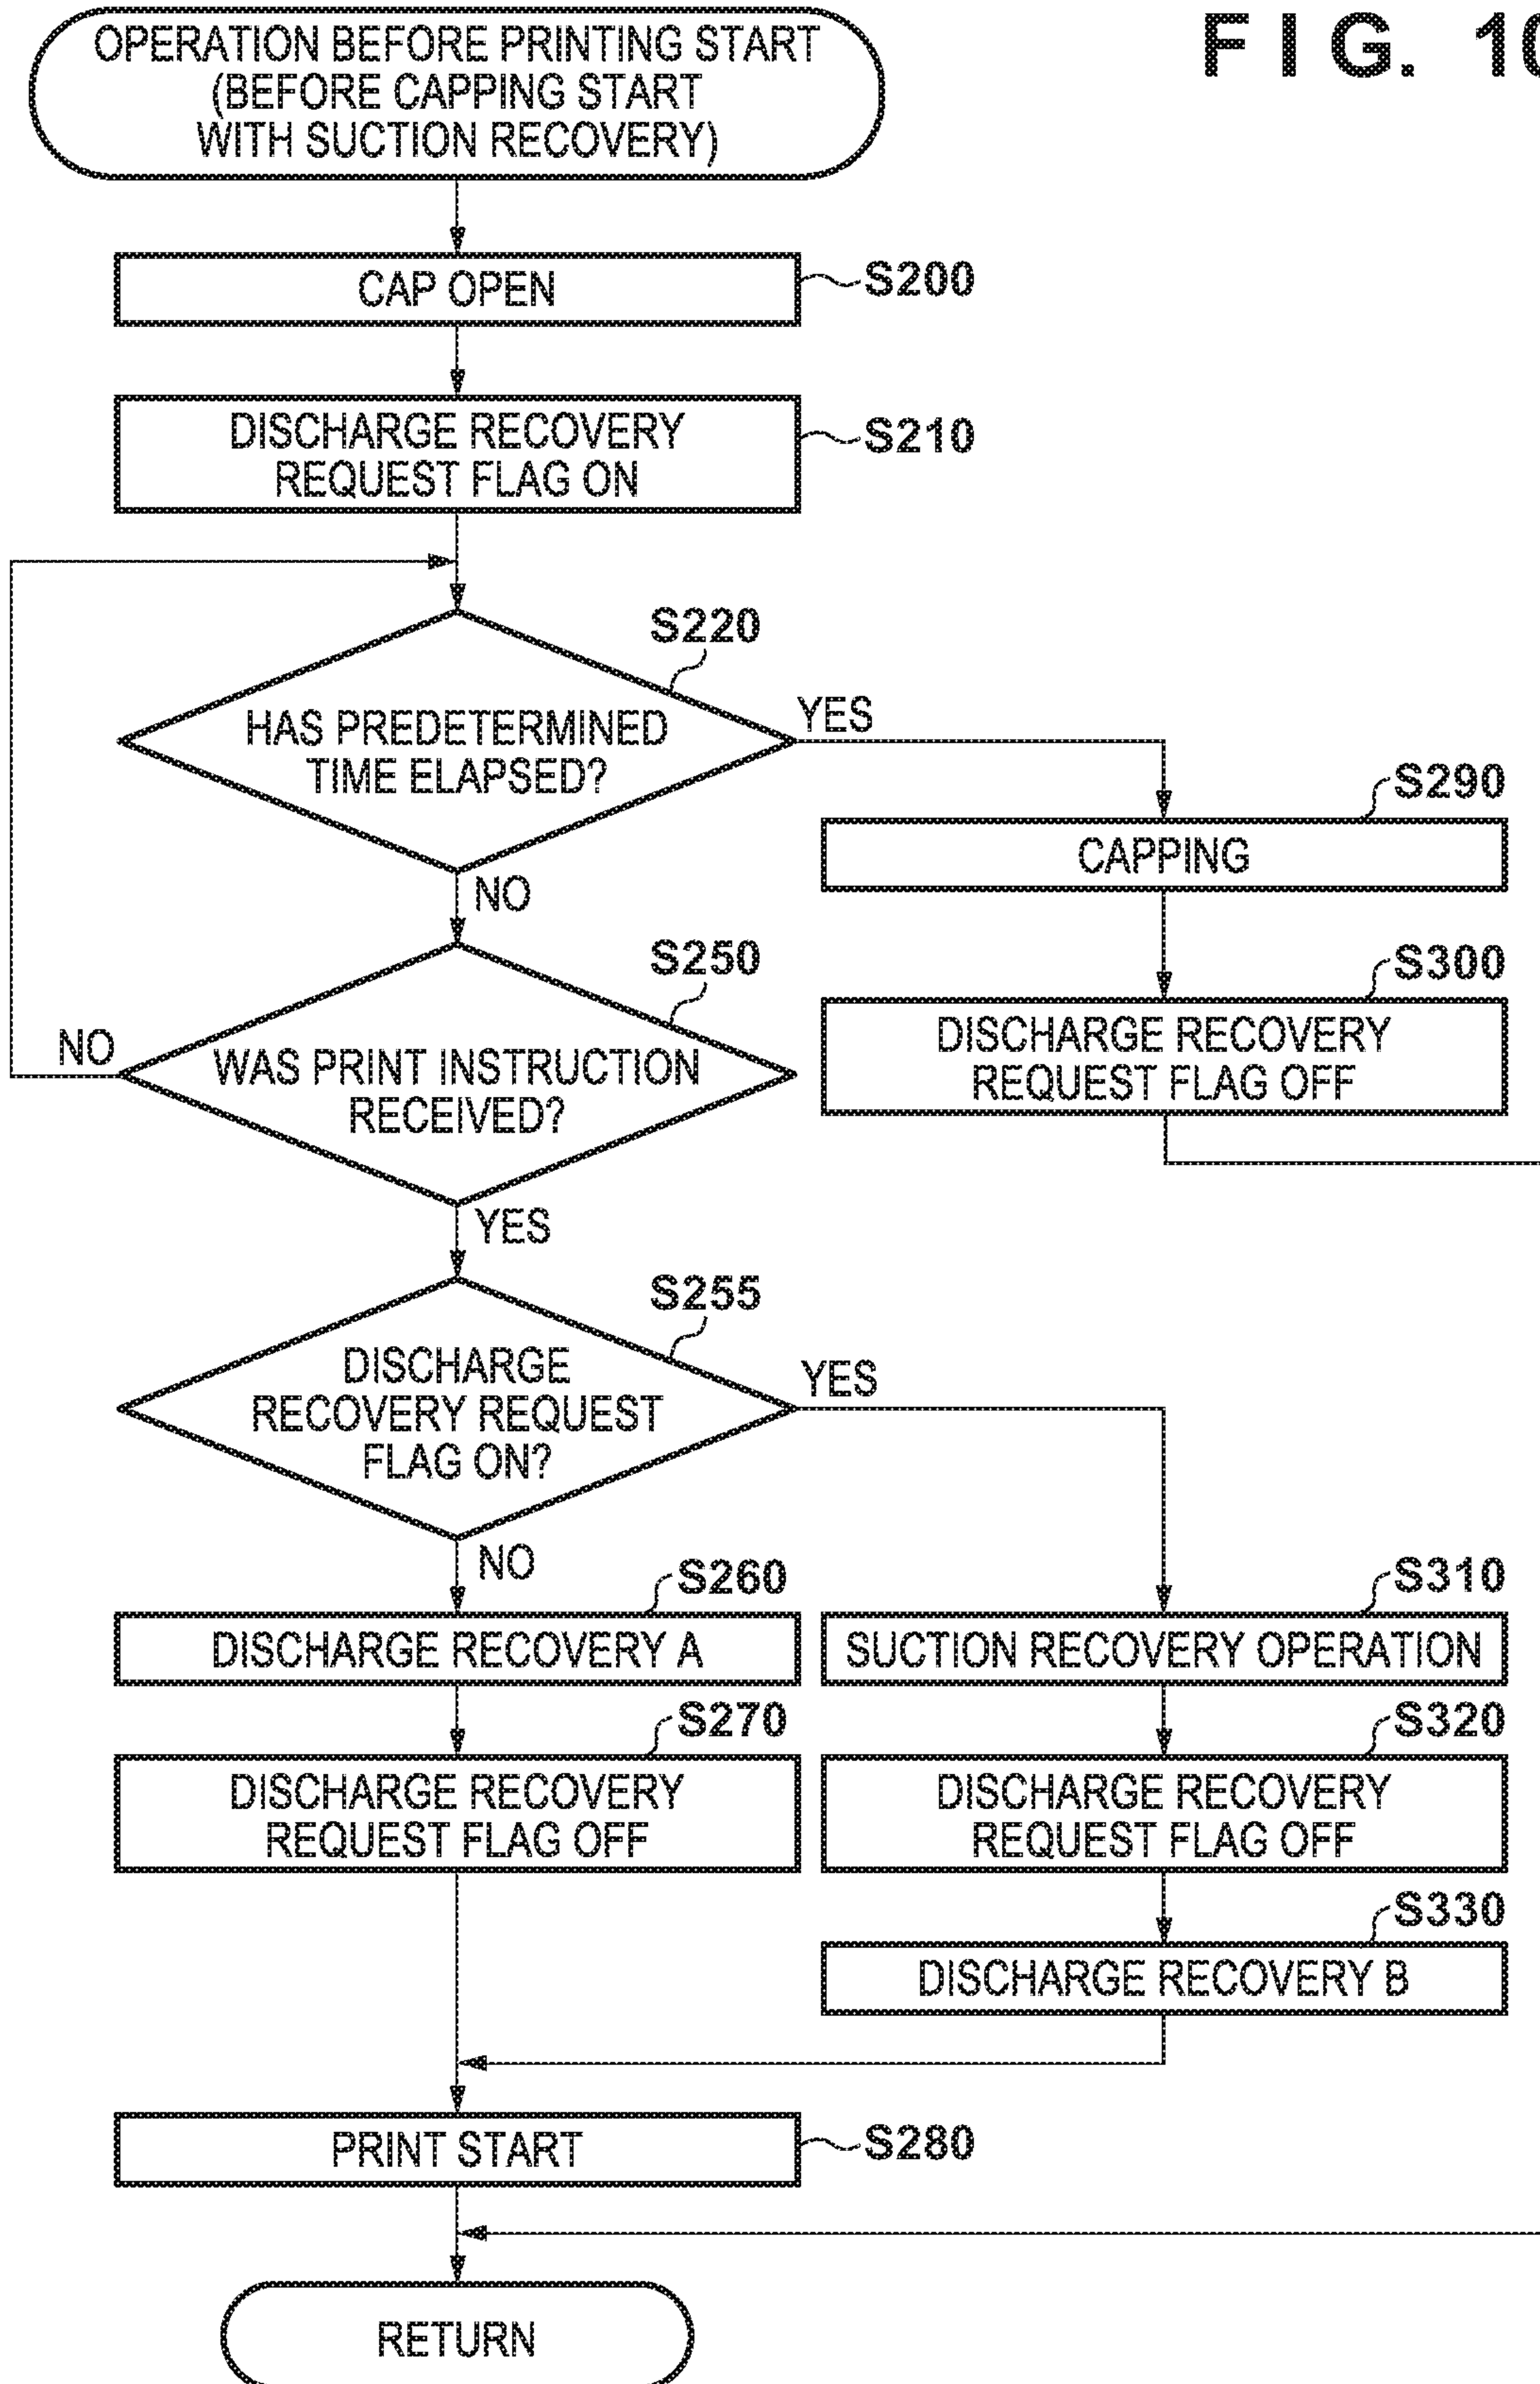 FIG. 10
OPERATION BEFORE PRINTING START
(BEFORE CAPPING START
WITH SUCTION RECOVERY)
CAP OPEN
S200
DISCHARGE RECOVERY
REQUEST FLAG ON
S210
S220
HAS PREDETERMINED
TIME ELAPSED?
YES
NO
S290
CAPPING
S250
WAS PRINT INSTRUCTION
RECEIVED?
NO
YES
S300
DISCHARGE RECOVERY
REQUEST FLAG OFF
S255
DISCHARGE
RECOVERY REQUEST
FLAG ON?
YES
NO
S260
DISCHARGE RECOVERY A
S310
SUCTION RECOVERY OPERATION
S270
DISCHARGE RECOVERY
REQUEST FLAG OFF
S320
DISCHARGE RECOVERY
REQUEST FLAG OFF
S330
DISCHARGE RECOVERY B
PRINT START
S280
RETURN